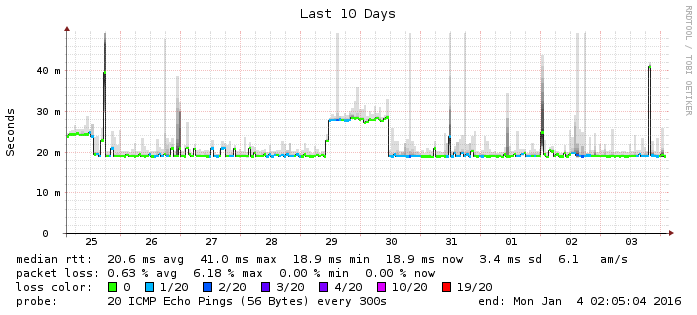 Last 10 Days
RRDTOOL / TOBI OETIKER
Seconds
40 m
30 m
20 m
10 m
0
25 26 27 28 29 30 31 01 02 03
median rtt: 20.6 ms avg 41.0 ms max 18.9 ms min 18.9 ms now 3.4 ms sd 6.1 am/s
packet loss: 0.63 % avg 6.18 % max 0.00 % min 0.00 % now
loss color: 0 1/20 2/20 3/20 4/20 10/20 19/20
probe: 20 ICMP Echo Pings (56 Bytes) every 300s end: Mon Jan 4 02:05:04 2016